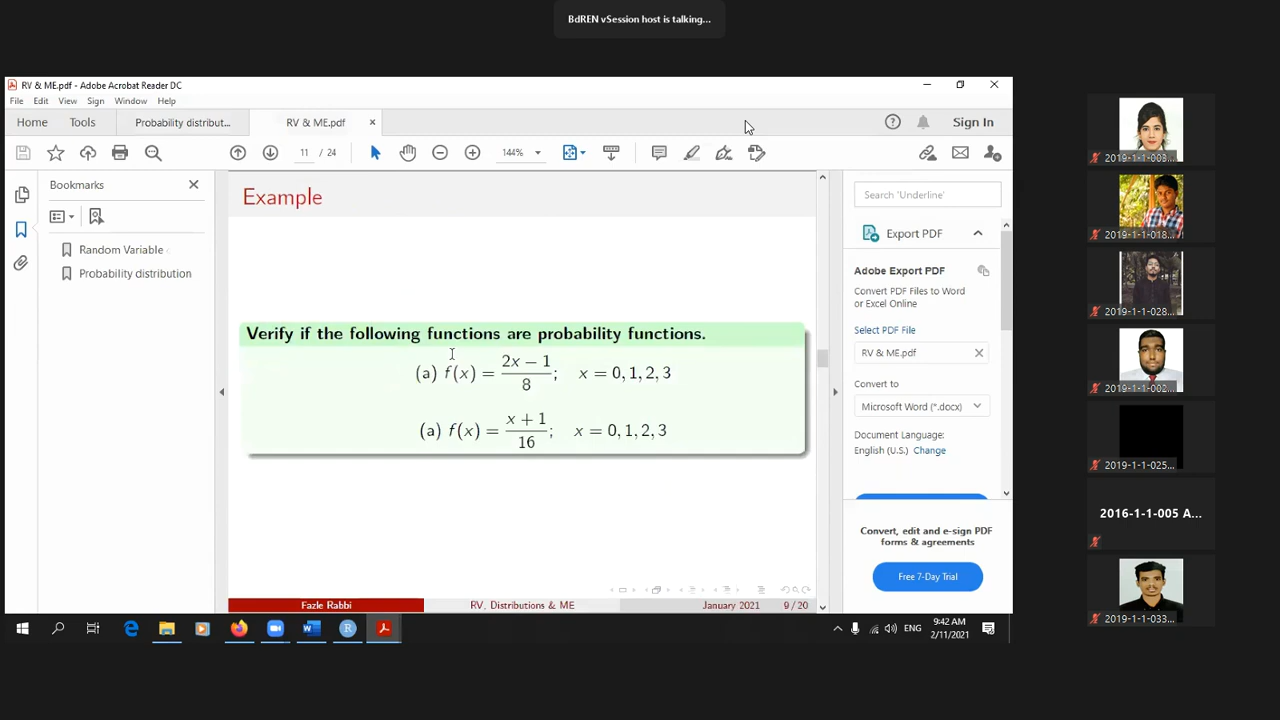 BdREN vSession host is talking...
RV & ME.pdf - Adobe Acrobat Reader DC
File Edit View Sign Window Help
Home Tools Probability distribut... RV & ME.pdf × Sign In
11 / 24 144%
Bookmarks
Random Variable
Probability distribution
Example
Verify if the following functions are probability functions.
(a) f(x) = (2x − 1)/8; x = 0, 1, 2, 3
(a) f(x) = (x + 1)/16; x = 0, 1, 2, 3
Fazle Rabbi RV, Distributions & ME January 2021 9 / 20
Search 'Underline'
Export PDF
Adobe Export PDF
Convert PDF Files to Word
or Excel Online
Select PDF File
RV & ME.pdf ×
Convert to
Microsoft Word (*.docx)
Document Language:
English (U.S.) Change
Convert, edit and e-sign PDF
forms & agreements
Free 7-Day Trial
2019-1-1-003...
2019-1-1-018...
2019-1-1-028...
2019-1-1-002...
2019-1-1-025...
2016-1-1-005 A...
2019-1-1-033...
ENG
9:42 AM
2/11/2021